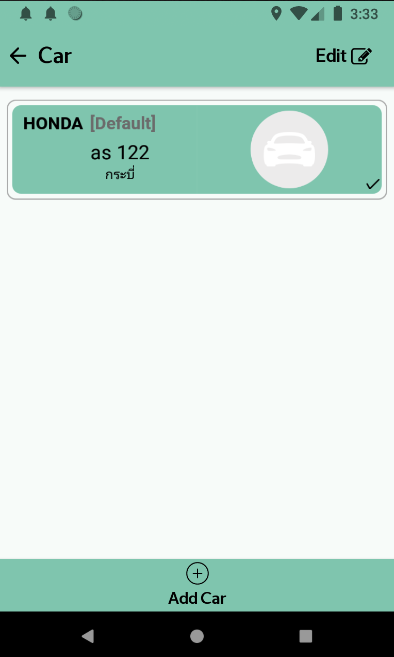 3:33
Car
Edit
HONDA [Default]
as 122
กระบี่
Add Car